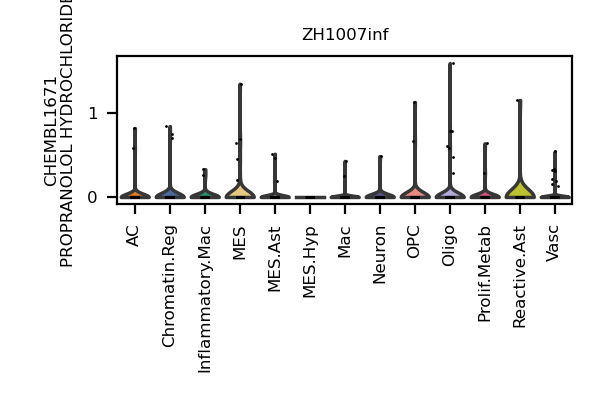 ZH1007inf
CHEMBL1671
PROPRANOLOL HYDROCHLORIDE
1
0
AC
Chromatin.Reg
Inflammatory.Mac
MES
MES.Ast
MES.Hyp
Mac
Neuron
OPC
Oligo
Prolif.Metab
Reactive.Ast
Vasc